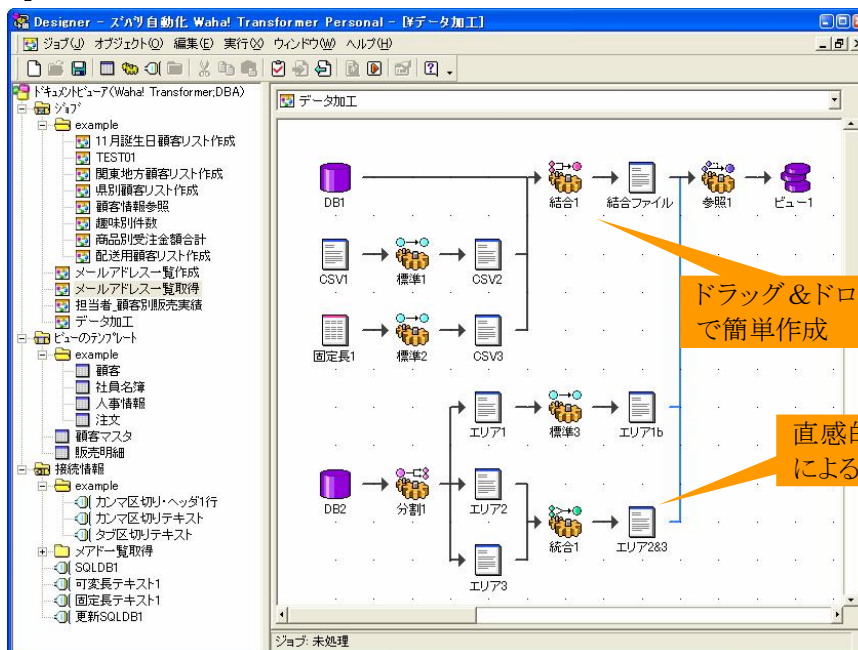 Designer - ズバリ自動化 Waha! Transformer Personal - [¥データ加工]
ジョブ(J) オブジェクト(O) 編集(E) 実行(X) ウィンドウ(W) ヘルプ(H)
ドキュメントビューア(Waha! Transformer;DBA)
ジョブ
example
11月誕生日顧客リスト作成
TEST01
関東地方顧客リスト作成
県別顧客リスト作成
顧客情報参照
趣味別件数
商品別受注金額合計
配送用顧客リスト作成
メールアドレス一覧作成
メールアドレス一覧取得
担当者_顧客別販売実績
データ加工
ビューのテンプレート
example
顧客
社員名簿
人事情報
注文
顧客マスタ
販売明細
接続情報
example
カンマ区切り・ヘッダ1行
カンマ区切りテキスト
タブ区切りテキスト
メアド一覧取得
SQLDB1
可変長テキスト1
固定長テキスト1
更新SQLDB1
データ加工
DB1
結合1
結合ファイル
参照1
ビュー1
CSV1
標準1
CSV2
ドラッグ&ドロ
で簡単作成
固定長1
標準2
CSV3
エリア1
標準3
エリア1b
直感的
による
DB2
分割1
エリア2
統合1
エリア2&3
エリア3
ジョブ: 未処理